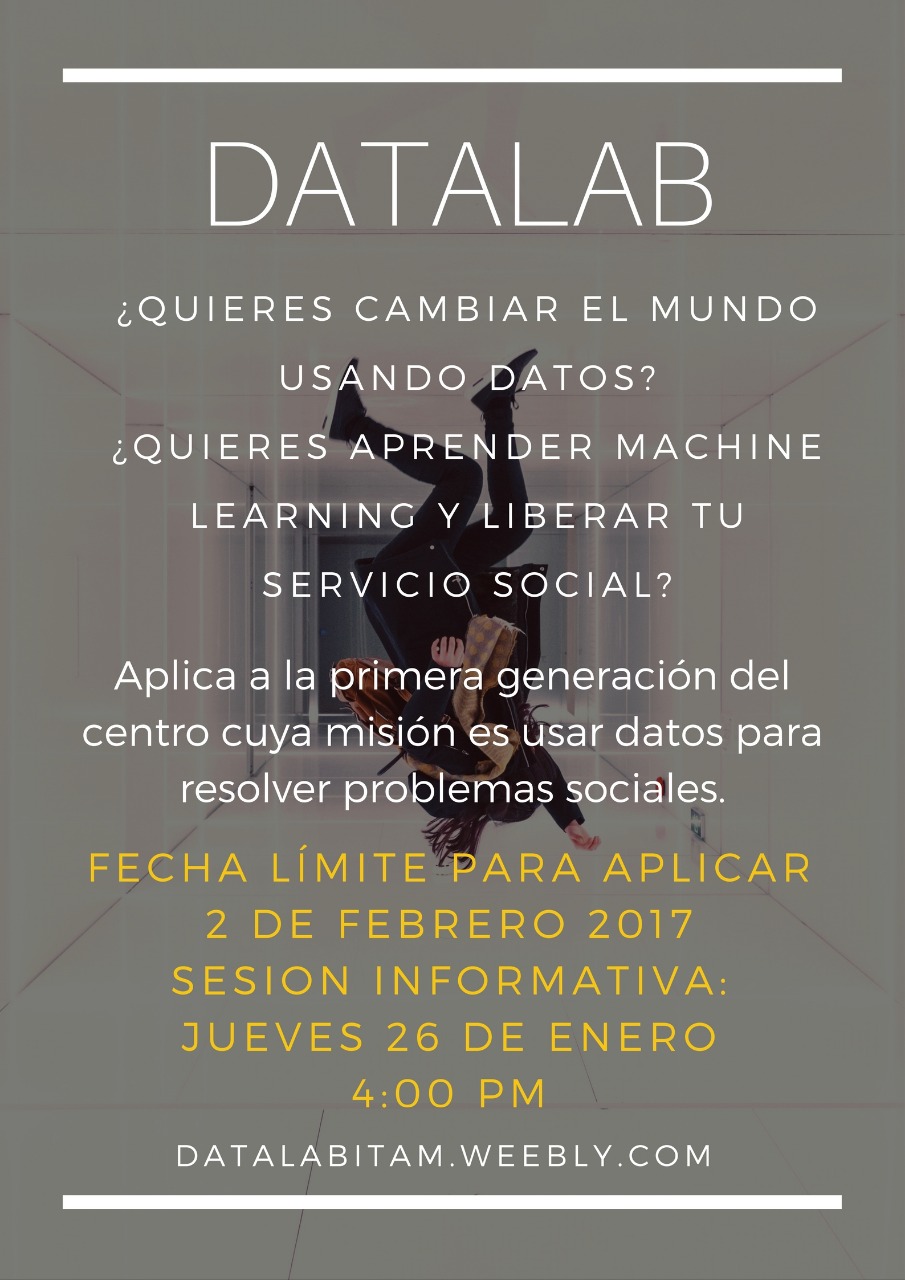 DATALAB
¿QUIERES CAMBIAR EL MUNDO
USANDO DATOS?
¿QUIERES APRENDER MACHINE
LEARNING Y LIBERAR TU
SERVICIO SOCIAL?
Aplica a la primera generación del
centro cuya misión es usar datos para
resolver problemas sociales.
FECHA LÍMITE PARA APLICAR
2 DE FEBRERO 2017
SESION INFORMATIVA:
JUEVES 26 DE ENERO
4:00 PM
DATALABITAM.WEEBLY.COM